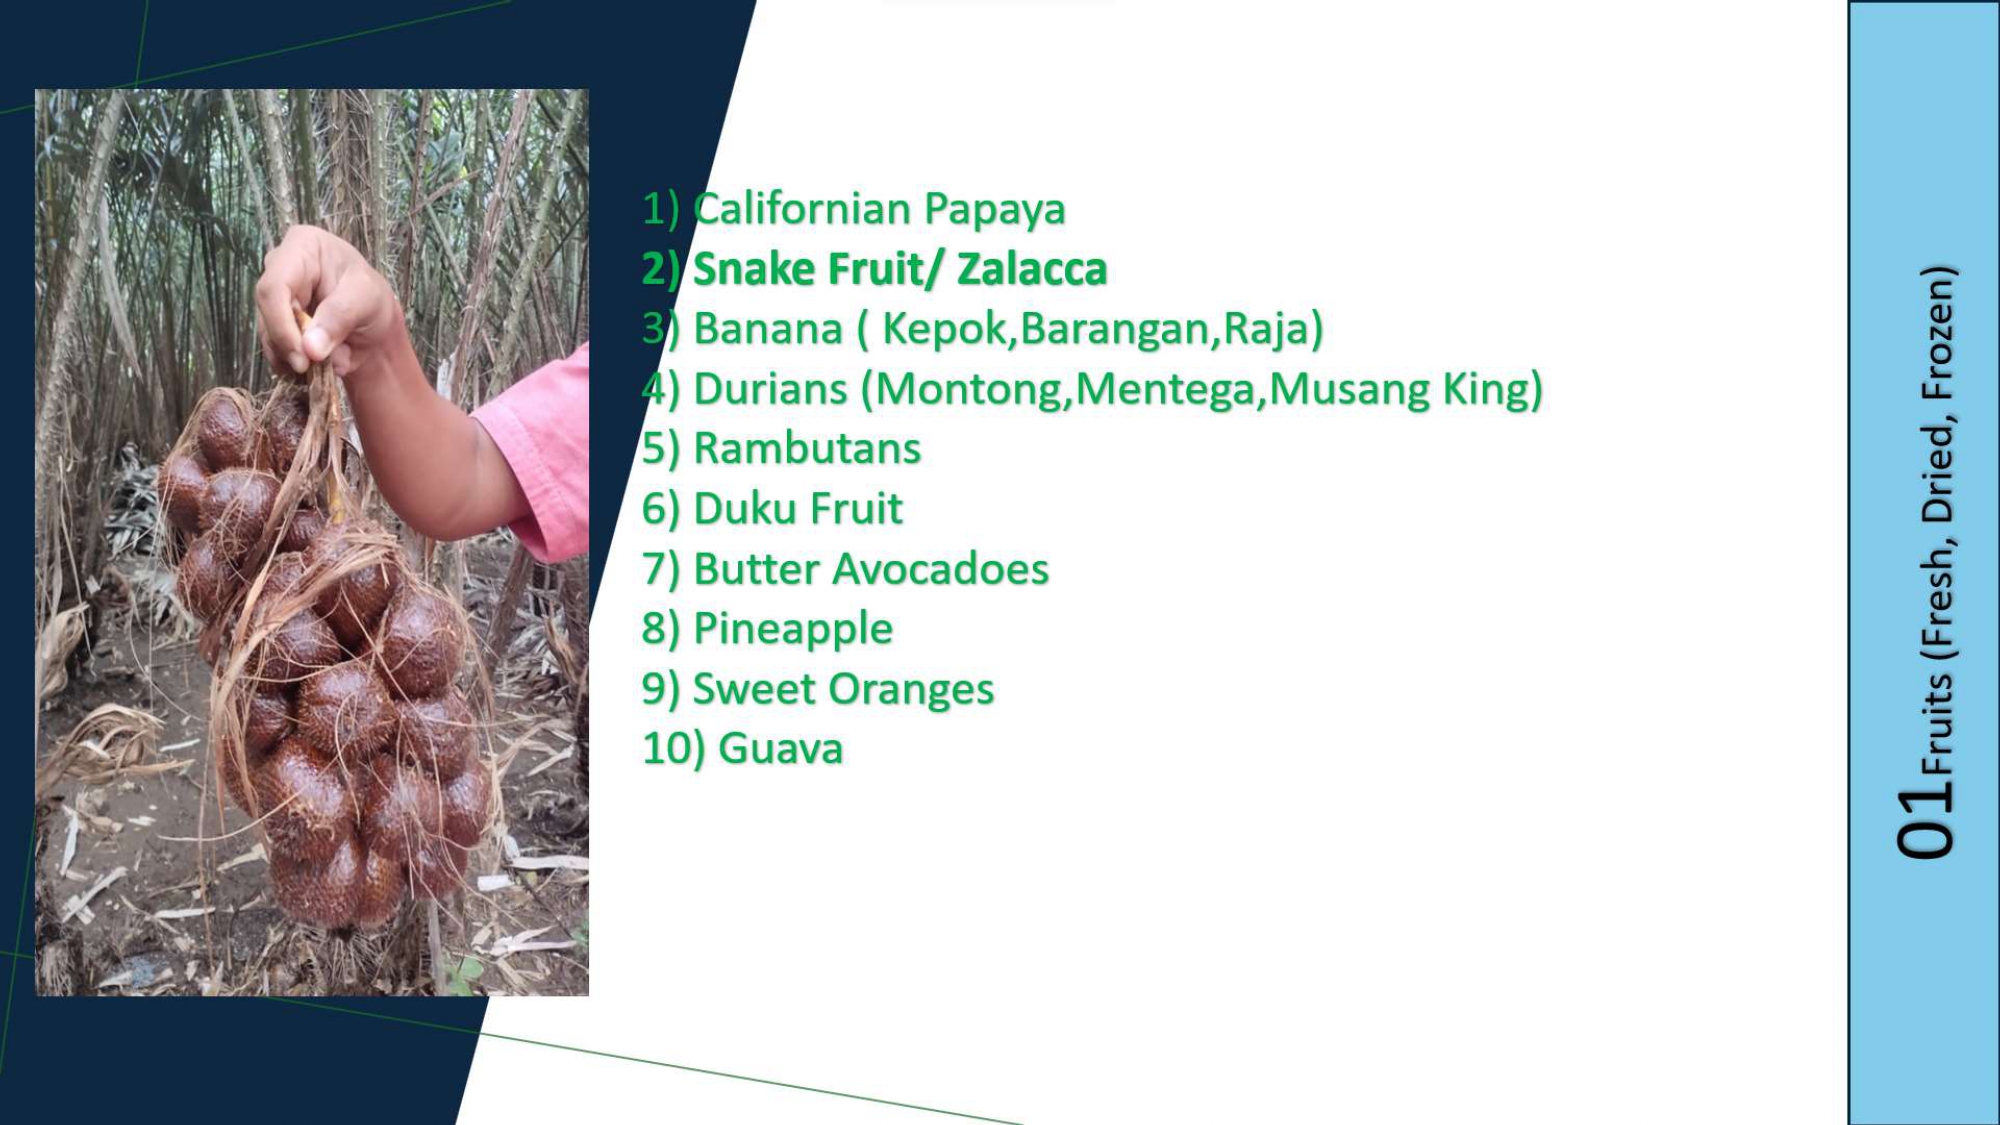 1) Californian Papaya
2) Snake Fruit/ Zalacca
3) Banana ( Kepok,Barangan,Raja)
4) Durians (Montong,Mentega,Musang King)
5) Rambutans
6) Duku Fruit
7) Butter Avocadoes
8) Pineapple
9) Sweet Oranges
10) Guava
01Fruits (Fresh, Dried, Frozen)